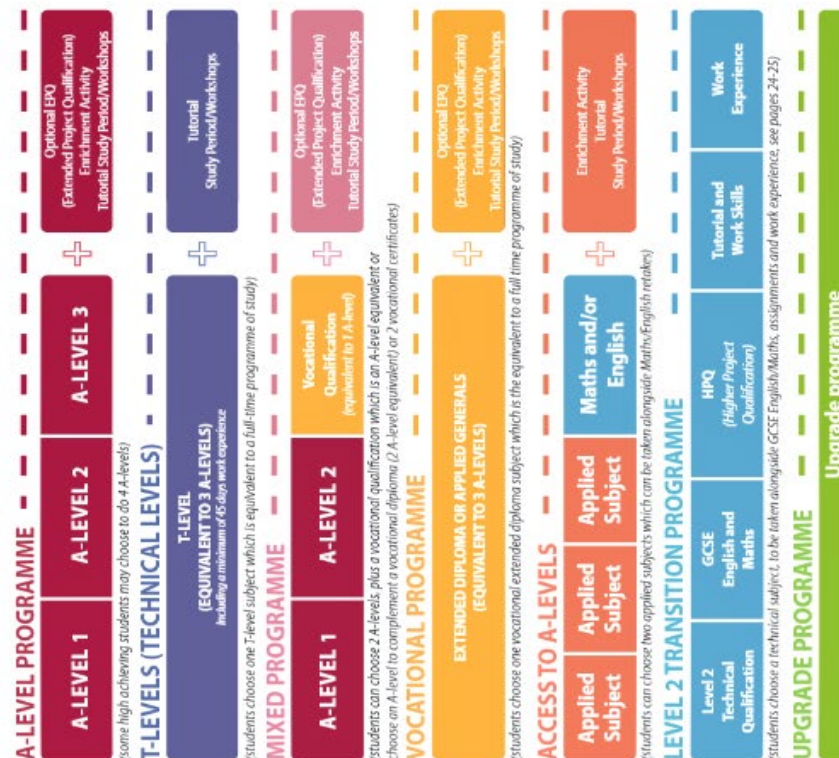 A-LEVEL PROGRAMME
A-LEVEL 1
A-LEVEL 2
A-LEVEL 3
Optional EPQ
(Extended Project Qualification)
Enrichment Activity
Tutorial Study Period/Workshops
(some high achieving students may choose to do 4 A-levels)
T-LEVELS (TECHNICAL LEVELS)
T-LEVEL
(EQUIVALENT TO 3 A-LEVELS)
including a minimum of 45 days work experience
Tutorial
Study Period/Workshops
(students choose one T-level subject which is equivalent to a full-time programme of study)
MIXED PROGRAMME
A-LEVEL 1
A-LEVEL 2
Vocational
Qualification
(equivalent to 1 A-level)
Optional EPQ
(Extended Project Qualification)
Enrichment Activity
Tutorial Study Period/Workshops
(students can choose 2 A-levels, plus a vocational qualification which is an A-level equivalent or
choose an A-level to complement a vocational diploma (2 A-level equivalent) or 2 vocational certificates)
VOCATIONAL PROGRAMME
EXTENDED DIPLOMA OR APPLIED GENERALS
(EQUIVALENT TO 3 A-LEVELS)
Optional EPQ
(Extended Project Qualification)
Enrichment Activity
Tutorial Study Period/Workshops
(students choose one vocational extended diploma subject which is the equivalent to a full time programme of study)
ACCESS TO A-LEVELS
Applied
Subject
Applied
Subject
Applied
Subject
Maths and/or
English
Enrichment Activity
Tutorial
Study Period/Workshops
(students can choose two applied subjects which can be taken alongside Maths/English retakes)
LEVEL 2 TRANSITION PROGRAMME
Level 2
Technical
Qualification
GCSE
English and
Maths
HPQ
(Higher Project
Qualification)
Tutorial and
Work Skills
Work
Experience
(students choose a technical subject, to be taken alongside GCSE English/Maths, assignments and work experience, see pages 24-25)
UPGRADE PROGRAMME
Upgrade programme